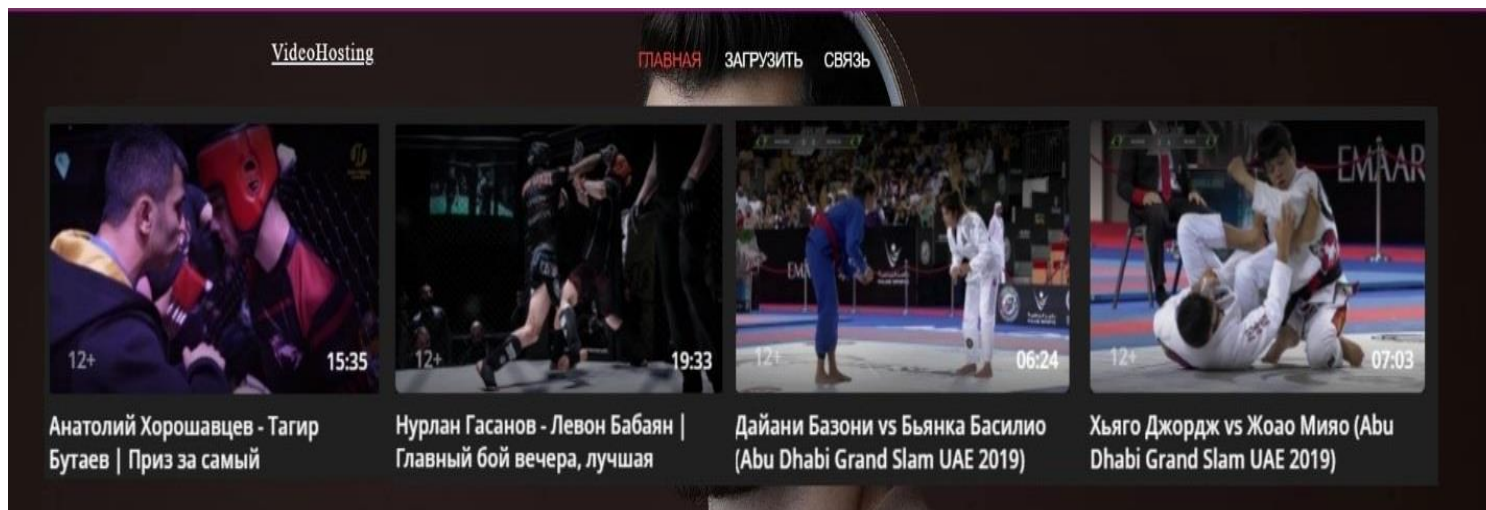 VideoHosting
ГЛАВНАЯ ЗАГРУЗИТЬ СВЯЗЬ
EMAAR
12+ 15:35
12+ 19:33
12+ 06:24
12+ 07:03
Анатолий Хорошавцев - Тагир
Бутаев | Приз за самый
Нурлан Гасанов - Левон Бабаян |
Главный бой вечера, лучшая
Дайани Базони vs Бьянка Басилио
(Abu Dhabi Grand Slam UAE 2019)
Хьяго Джордж vs Жоао Мияо (Abu
Dhabi Grand Slam UAE 2019)